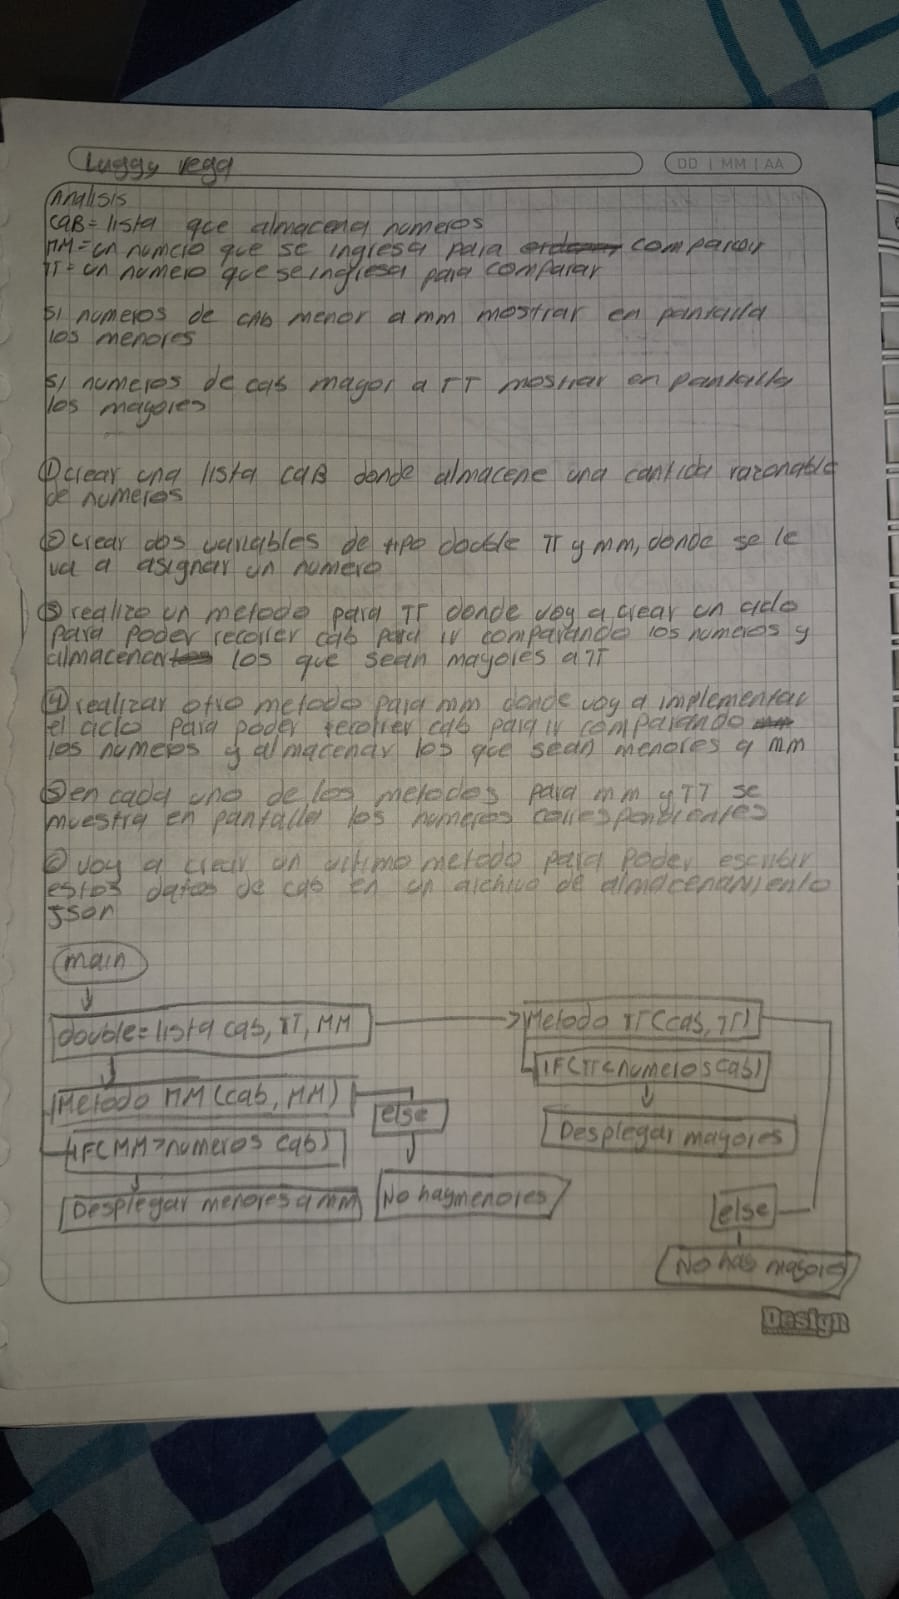 Luggy vega
DD | MM | AA
Analisis
CAB = lista que almacena numeros
MM = un numero que se ingresa para comparar
TT = un numero que se ingresa para comparar
si numeros de cab menor a mm mostrar en pantalla
los menores
si numeros de cab mayor a TT mostrar en pantalla
los mayores
① crear una lista caB donde almacene una cantida razonable
de numeros
② crear dos variables de tipo double TT y mm, donde se le
va a asignar un numero
③ realizo un metodo para TT donde voy a crear un ciclo
para poder recorrer cab para ir comparando los numeros y
almacenar los que sean mayores a TT
④ realizar otro metodo para mm donde voy a implementar
el ciclo para poder recorrer cab para ir comparando
los numeros y almacenar los que sean menores a mm
⑤ en cada uno de los metodos para mm y TT se
muestra en pantalla los numeros correspondientes
⑥ voy a crear un ultimo metodo para poder escribir
estos datos de cab en un archivo de almacenamiento
json
main
double = lista cab, TT, MM
Metodo TT(cab, TT)
IF(TT < numeros cab)
Metodo MM (cab, MM)
else
Desplegar mayores
IF(MM > numeros cab)
Desplegar menores a mm
No hay menores
else
No hay mayores
Design